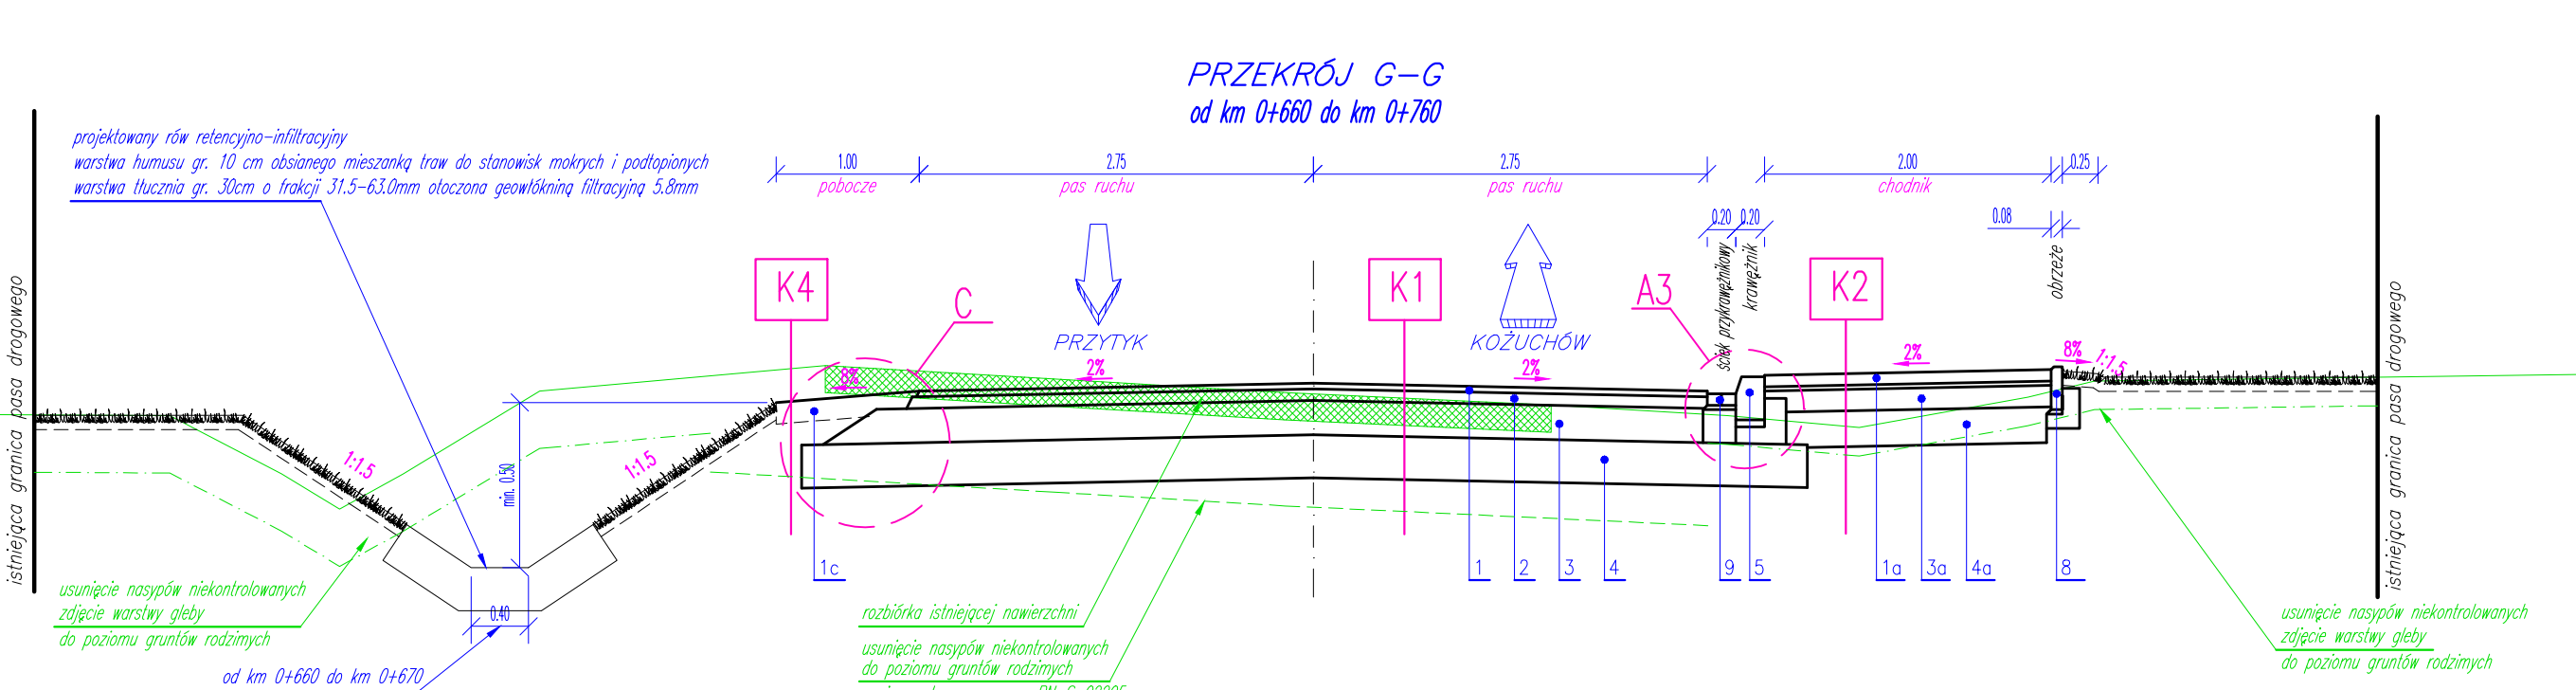 PRZEKRÓJ G-G
od km 0+660 do km 0+760
projektowany rów retencyjno-infiltracyjny
warstwa humusu gr. 10 cm obsianego mieszanką traw do stanowisk mokrych i podtopionych
warstwa tłucznia gr. 30cm o frakcji 31.5-63.0mm otoczona geowłókniną filtracyjną 5.8mm
1.00
2.75
2.75
2.00
0.25
pobocze
pas ruchu
pas ruchu
chodnik
0.20
0.20
0.08
ściek przykrawężnikowy
krawężnik
obrzeże
istniejąca granica pasa drogowego
istniejąca granica pasa drogowego
K4
C
K1
A3
K2
PRZYTYK
KOŻUCHÓW
8%
2%
2%
2%
8%
1:1.5
1:1.5
1:1.5
min. 0.50
0.40
1c
1
2
3
4
9
5
1a
3a
4a
8
usunięcie nasypów niekontrolowanych
zdjęcie warstwy gleby
do poziomu gruntów rodzimych
od km 0+660 do km 0+670
rozbiórka istniejącej nawierzchni
usunięcie nasypów niekontrolowanych
do poziomu gruntów rodzimych
usunięcie nasypów niekontrolowanych
zdjęcie warstwy gleby
do poziomu gruntów rodzimych